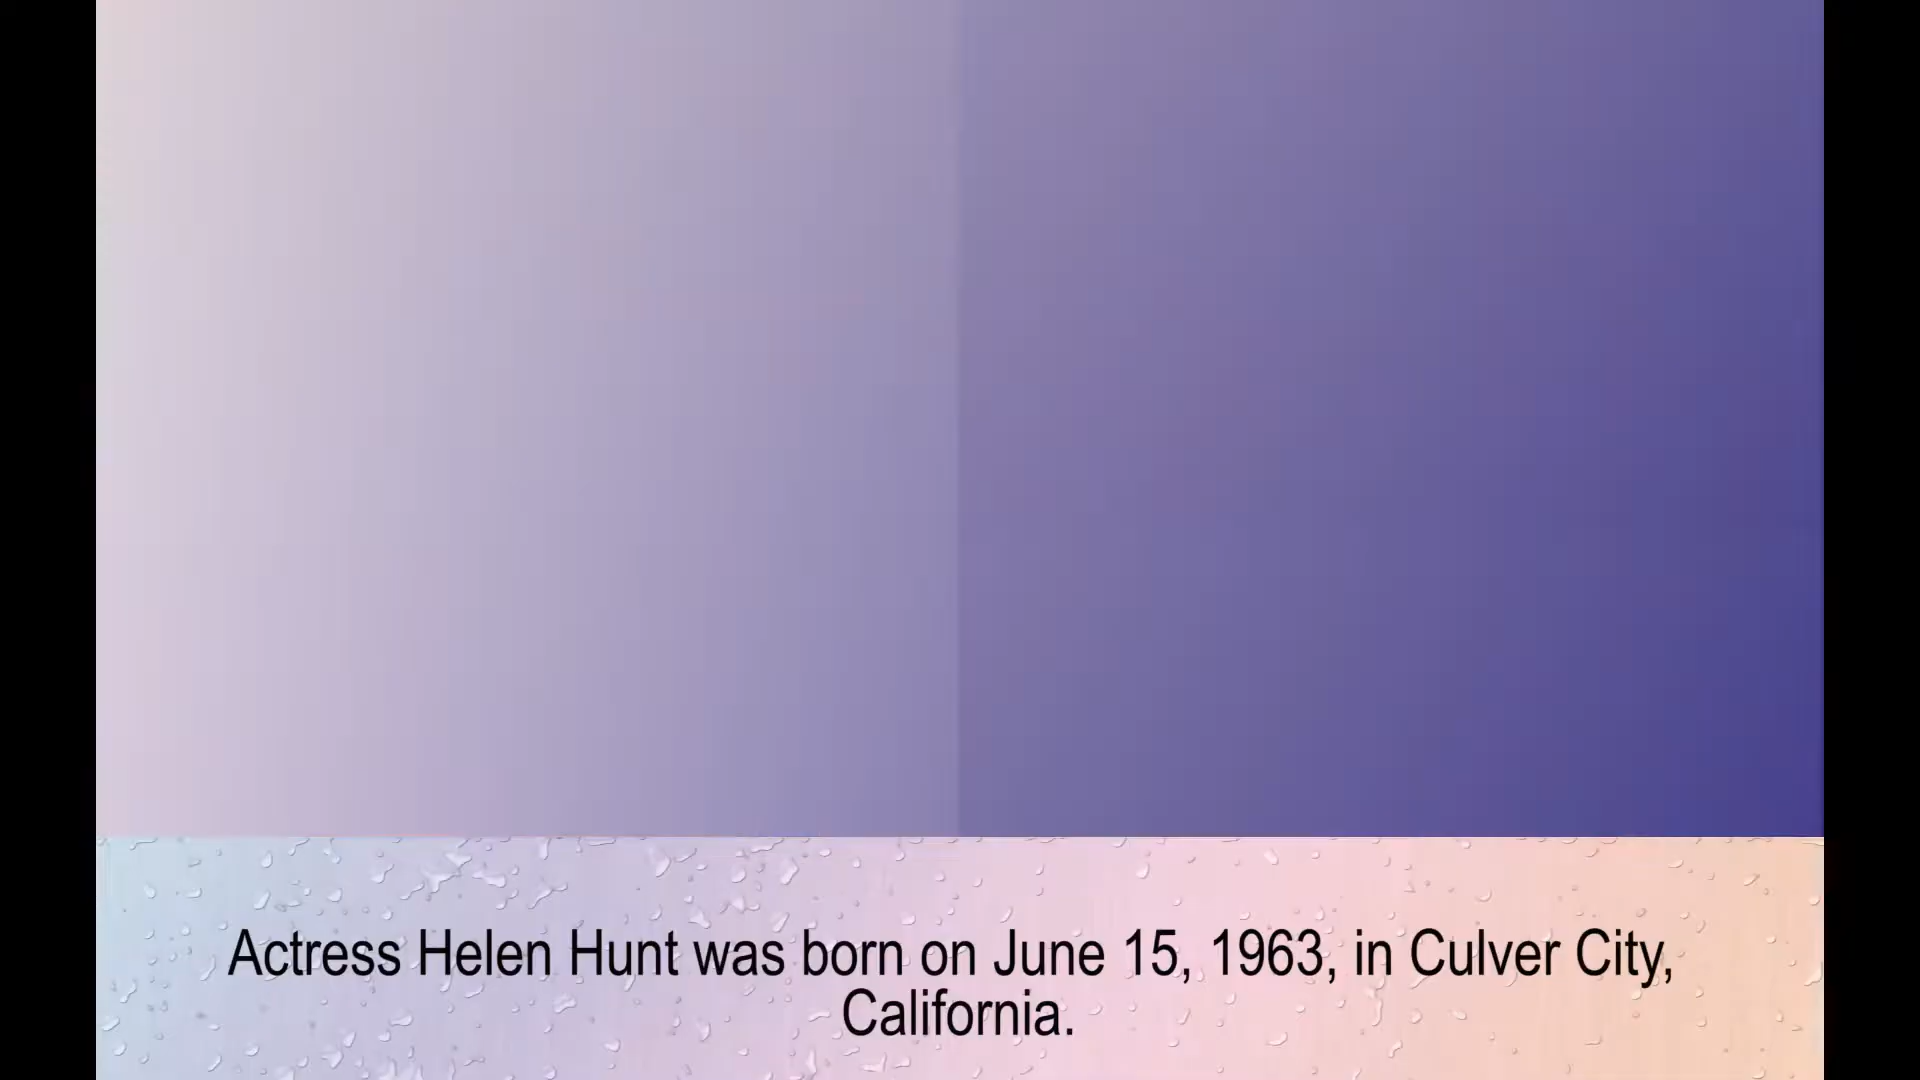 Actress Helen Hunt was born on June 15, 1963, in Culver City,
California.